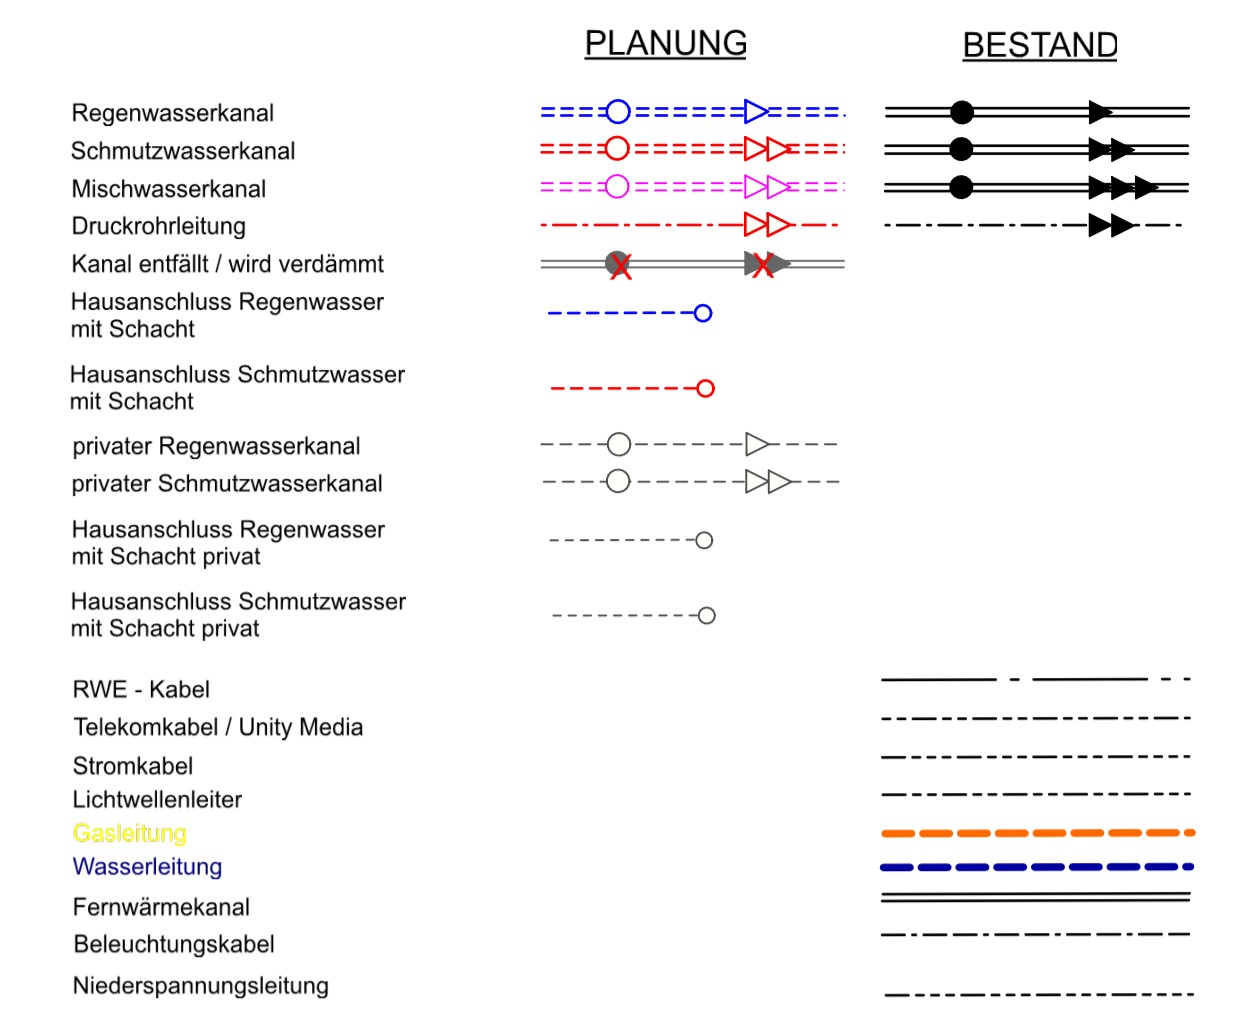 PLANUNG
BESTAND
Regenwasserkanal
Schmutzwasserkanal
Mischwasserkanal
Druckrohrleitung
Kanal entfällt / wird verdämmt
X X
Hausanschluss Regenwasser
mit Schacht
Hausanschluss Schmutzwasser
mit Schacht
privater Regenwasserkanal
privater Schmutzwasserkanal
Hausanschluss Regenwasser
mit Schacht privat
Hausanschluss Schmutzwasser
mit Schacht privat
RWE - Kabel
Telekomkabel / Unity Media
Stromkabel
Lichtwellenleiter
Gasleitung
Wasserleitung
Fernwärmekanal
Beleuchtungskabel
Niederspannungsleitung